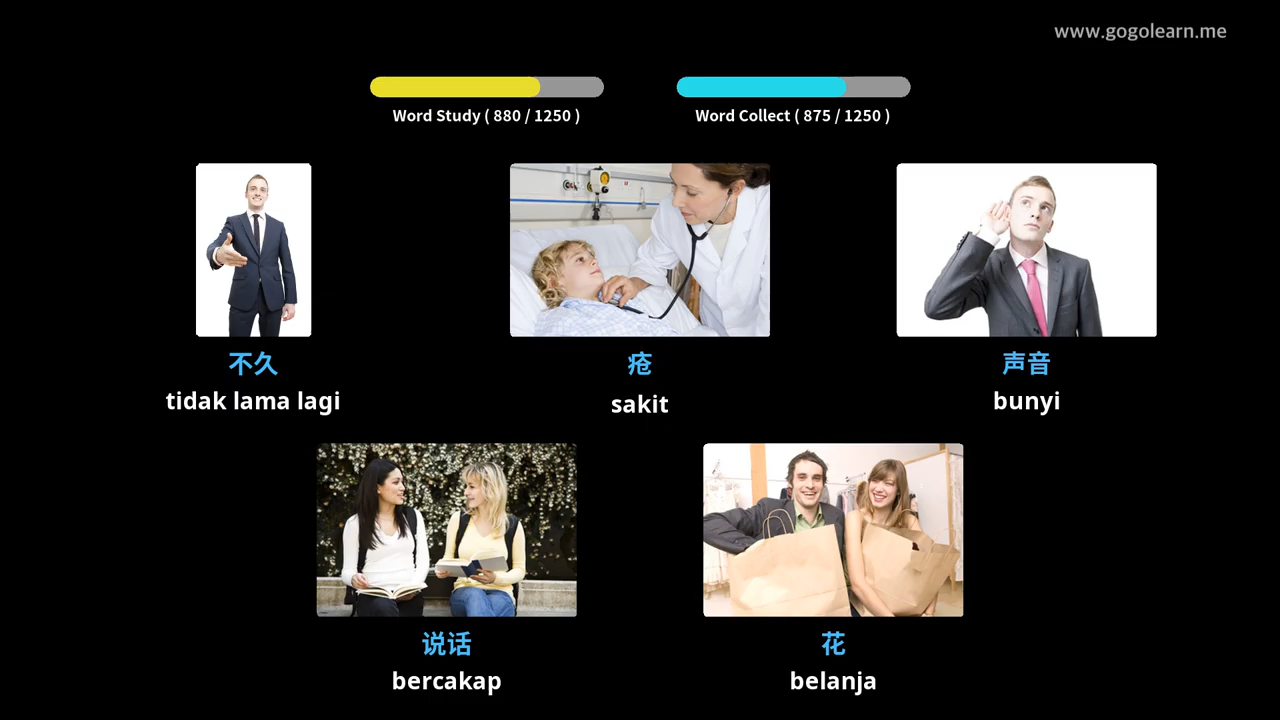 www.gogolearn.me
Word Study ( 880 / 1250 )
Word Collect ( 875 / 1250 )
不久
tidak lama lagi
疮
sakit
声音
bunyi
说话
bercakap
花
belanja